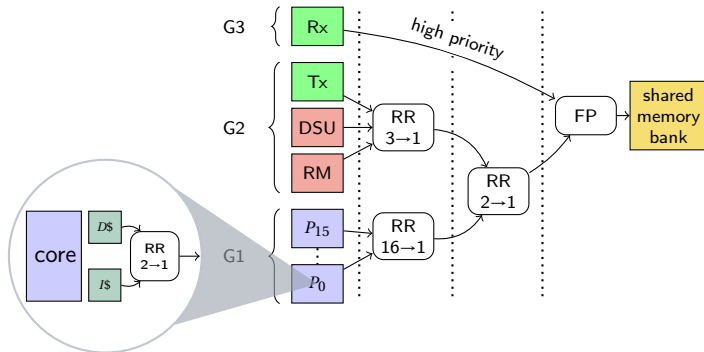 G3
Rx
high priority
Tx
G2
DSU
RM
RR
3→1
FP
shared
memory
bank
RR
2→1
G1
P15
P0
RR
16→1
core
D$
I$
RR
2→1